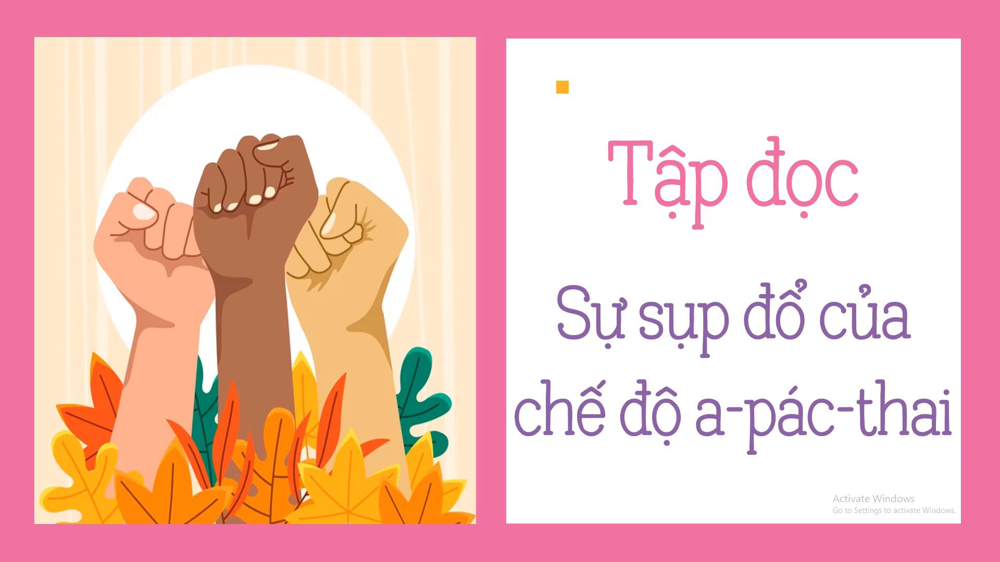 Tập đọc
Sự sụp đổ của
chế độ a-pác-thai
Activate Windows
Go to Settings to activate Windows.